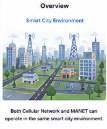 Overview
Smart City Environment
Both Cellular Network and MANET can
operate in the same smart city environment.